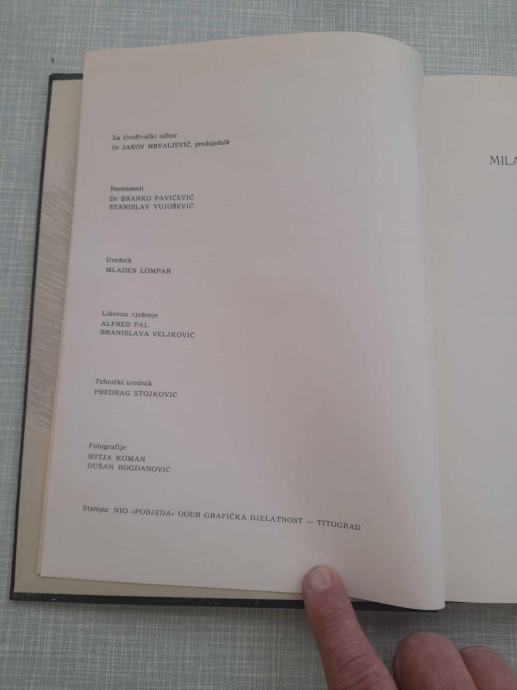 Za Uređivački odbor
Dr JAKOV MRVALJEVIĆ, predsjednik
Recenzenti
Dr BRANKO PAVIĆEVIĆ
STANISLAV VUJOŠEVIĆ
Urednik
MLADEN LOMPAR
Likovno rješenje
ALFRED PAL
BRANISLAVA VELJKOVIĆ
Tehnički urednik
PREDRAG STOJKOVIĆ
Fotografije
MITJA KOMAN
DUŠAN BOGDANOVIĆ
Štampa: NIO »POBJEDA« OOUR GRAFIČKA DJELATNOST — TITOGRAD
MILA